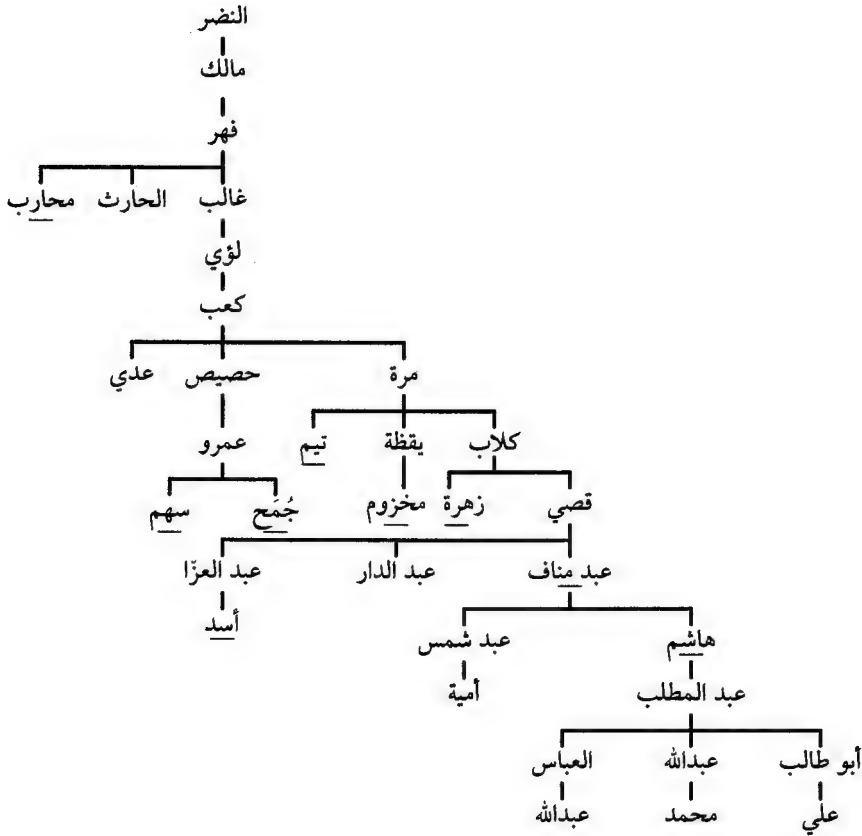 النضر
مالك
فهر
غالب الحارث محارب
لؤي
كعب
مرة حصيص عدي
كلاب يقظة تيم عمرو
قصي زهرة مخزوم جُمَح سهم
عبد مناف عبد الدار عبد العزّا
هاشم عبد شمس أسد
عبد المطلب أمية
أبو طالب عبدالله العباس
علي محمد عبدالله